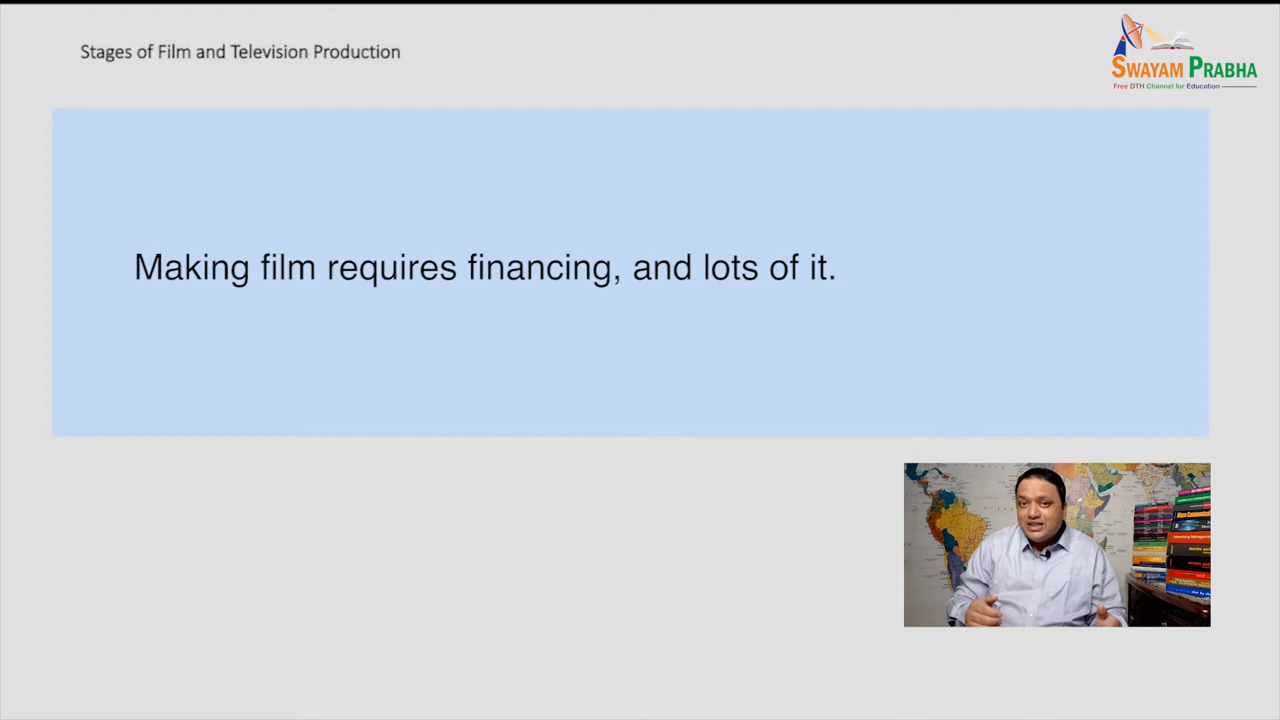 Stages of Film and Television Production
SWAYAM PRABHA
Free DTH Channel for Education
Making film requires financing, and lots of it.